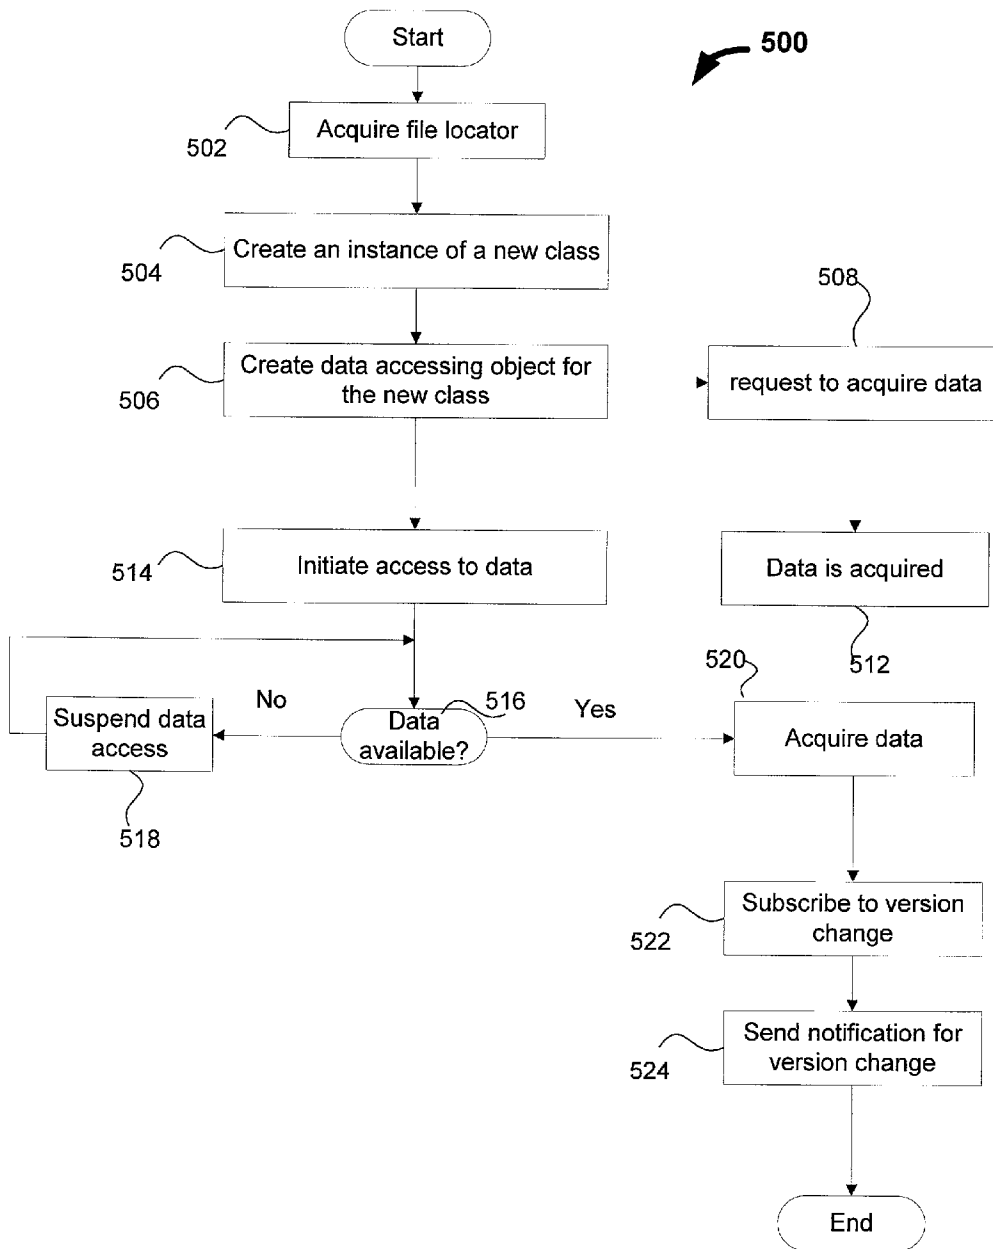 Start
500
Acquire file locator
502
Create an instance of a new class
504
508
Create data accessing object for
the new class
506
request to acquire data
Initiate access to data
514
Data is acquired
512
520
No
516
Yes
Suspend data
access
Data
available?
Acquire data
518
Subscribe to version
change
522
Send notification for
version change
524
End